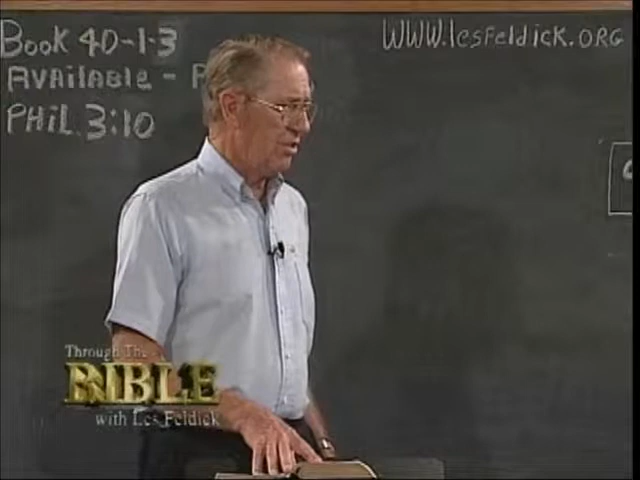 Book 40-1-3
WWW.lesfeldick.ORG
Available -
Phil. 3:10
Through The
BIBLE
with Les Feldick